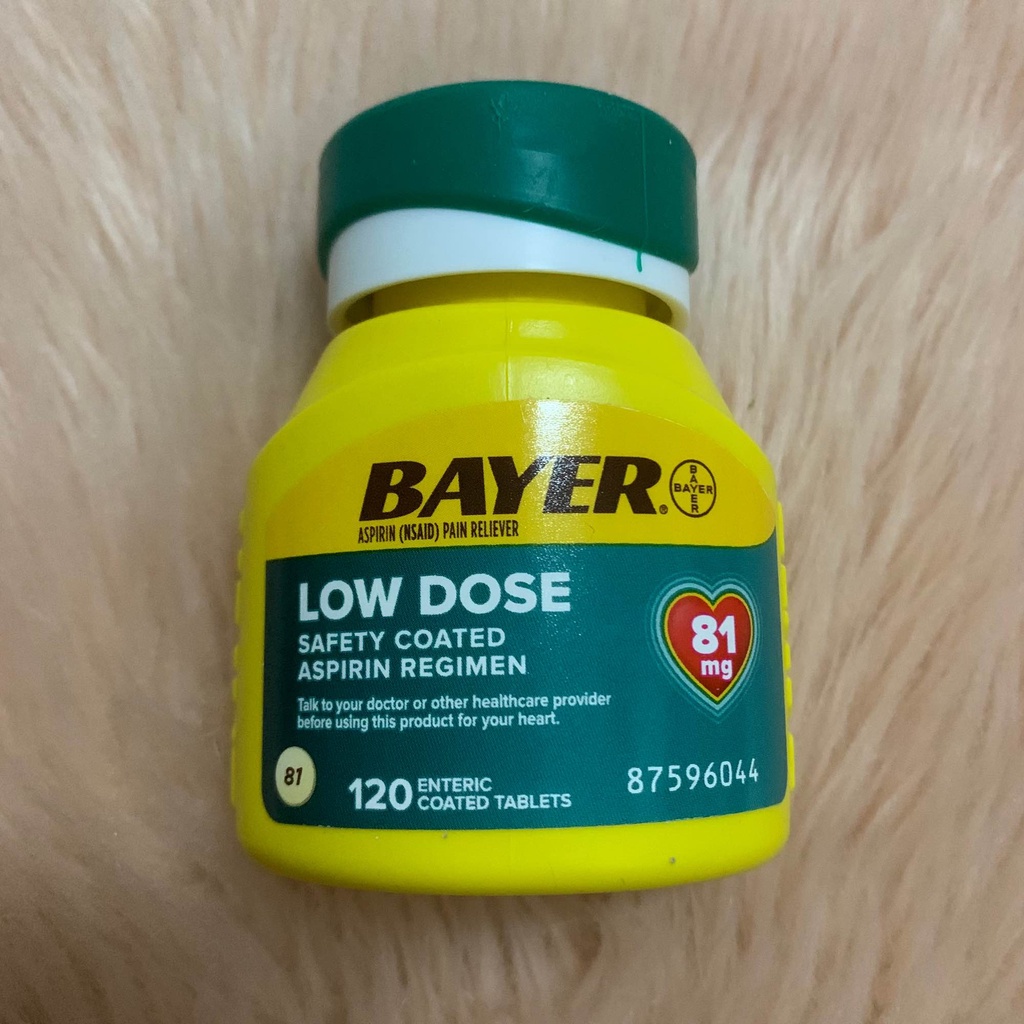 BAYER®
B
A
BAYER
E
R
ASPIRIN (NSAID) PAIN RELIEVER
LOW DOSE
SAFETY COATED
ASPIRIN REGIMEN
81
mg
Talk to your doctor or other healthcare provider
before using this product for your heart.
81
120 ENTERIC
COATED TABLETS
87596044